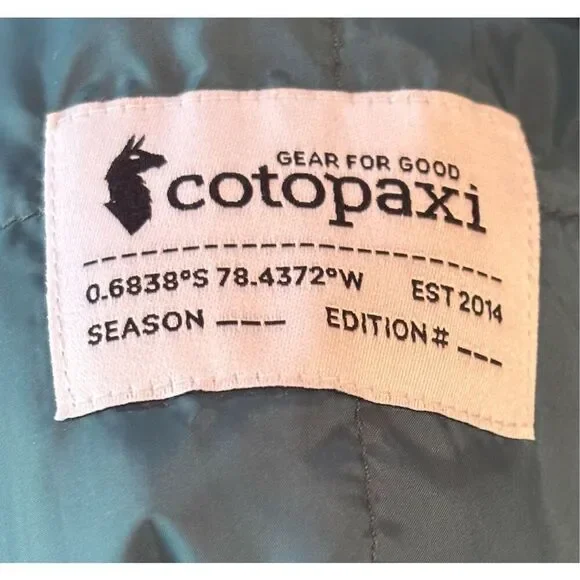 GEAR FOR GOOD
cotopaxi
0.6838°S 78.4372°W EST 2014
SEASON ___ EDITION# ___